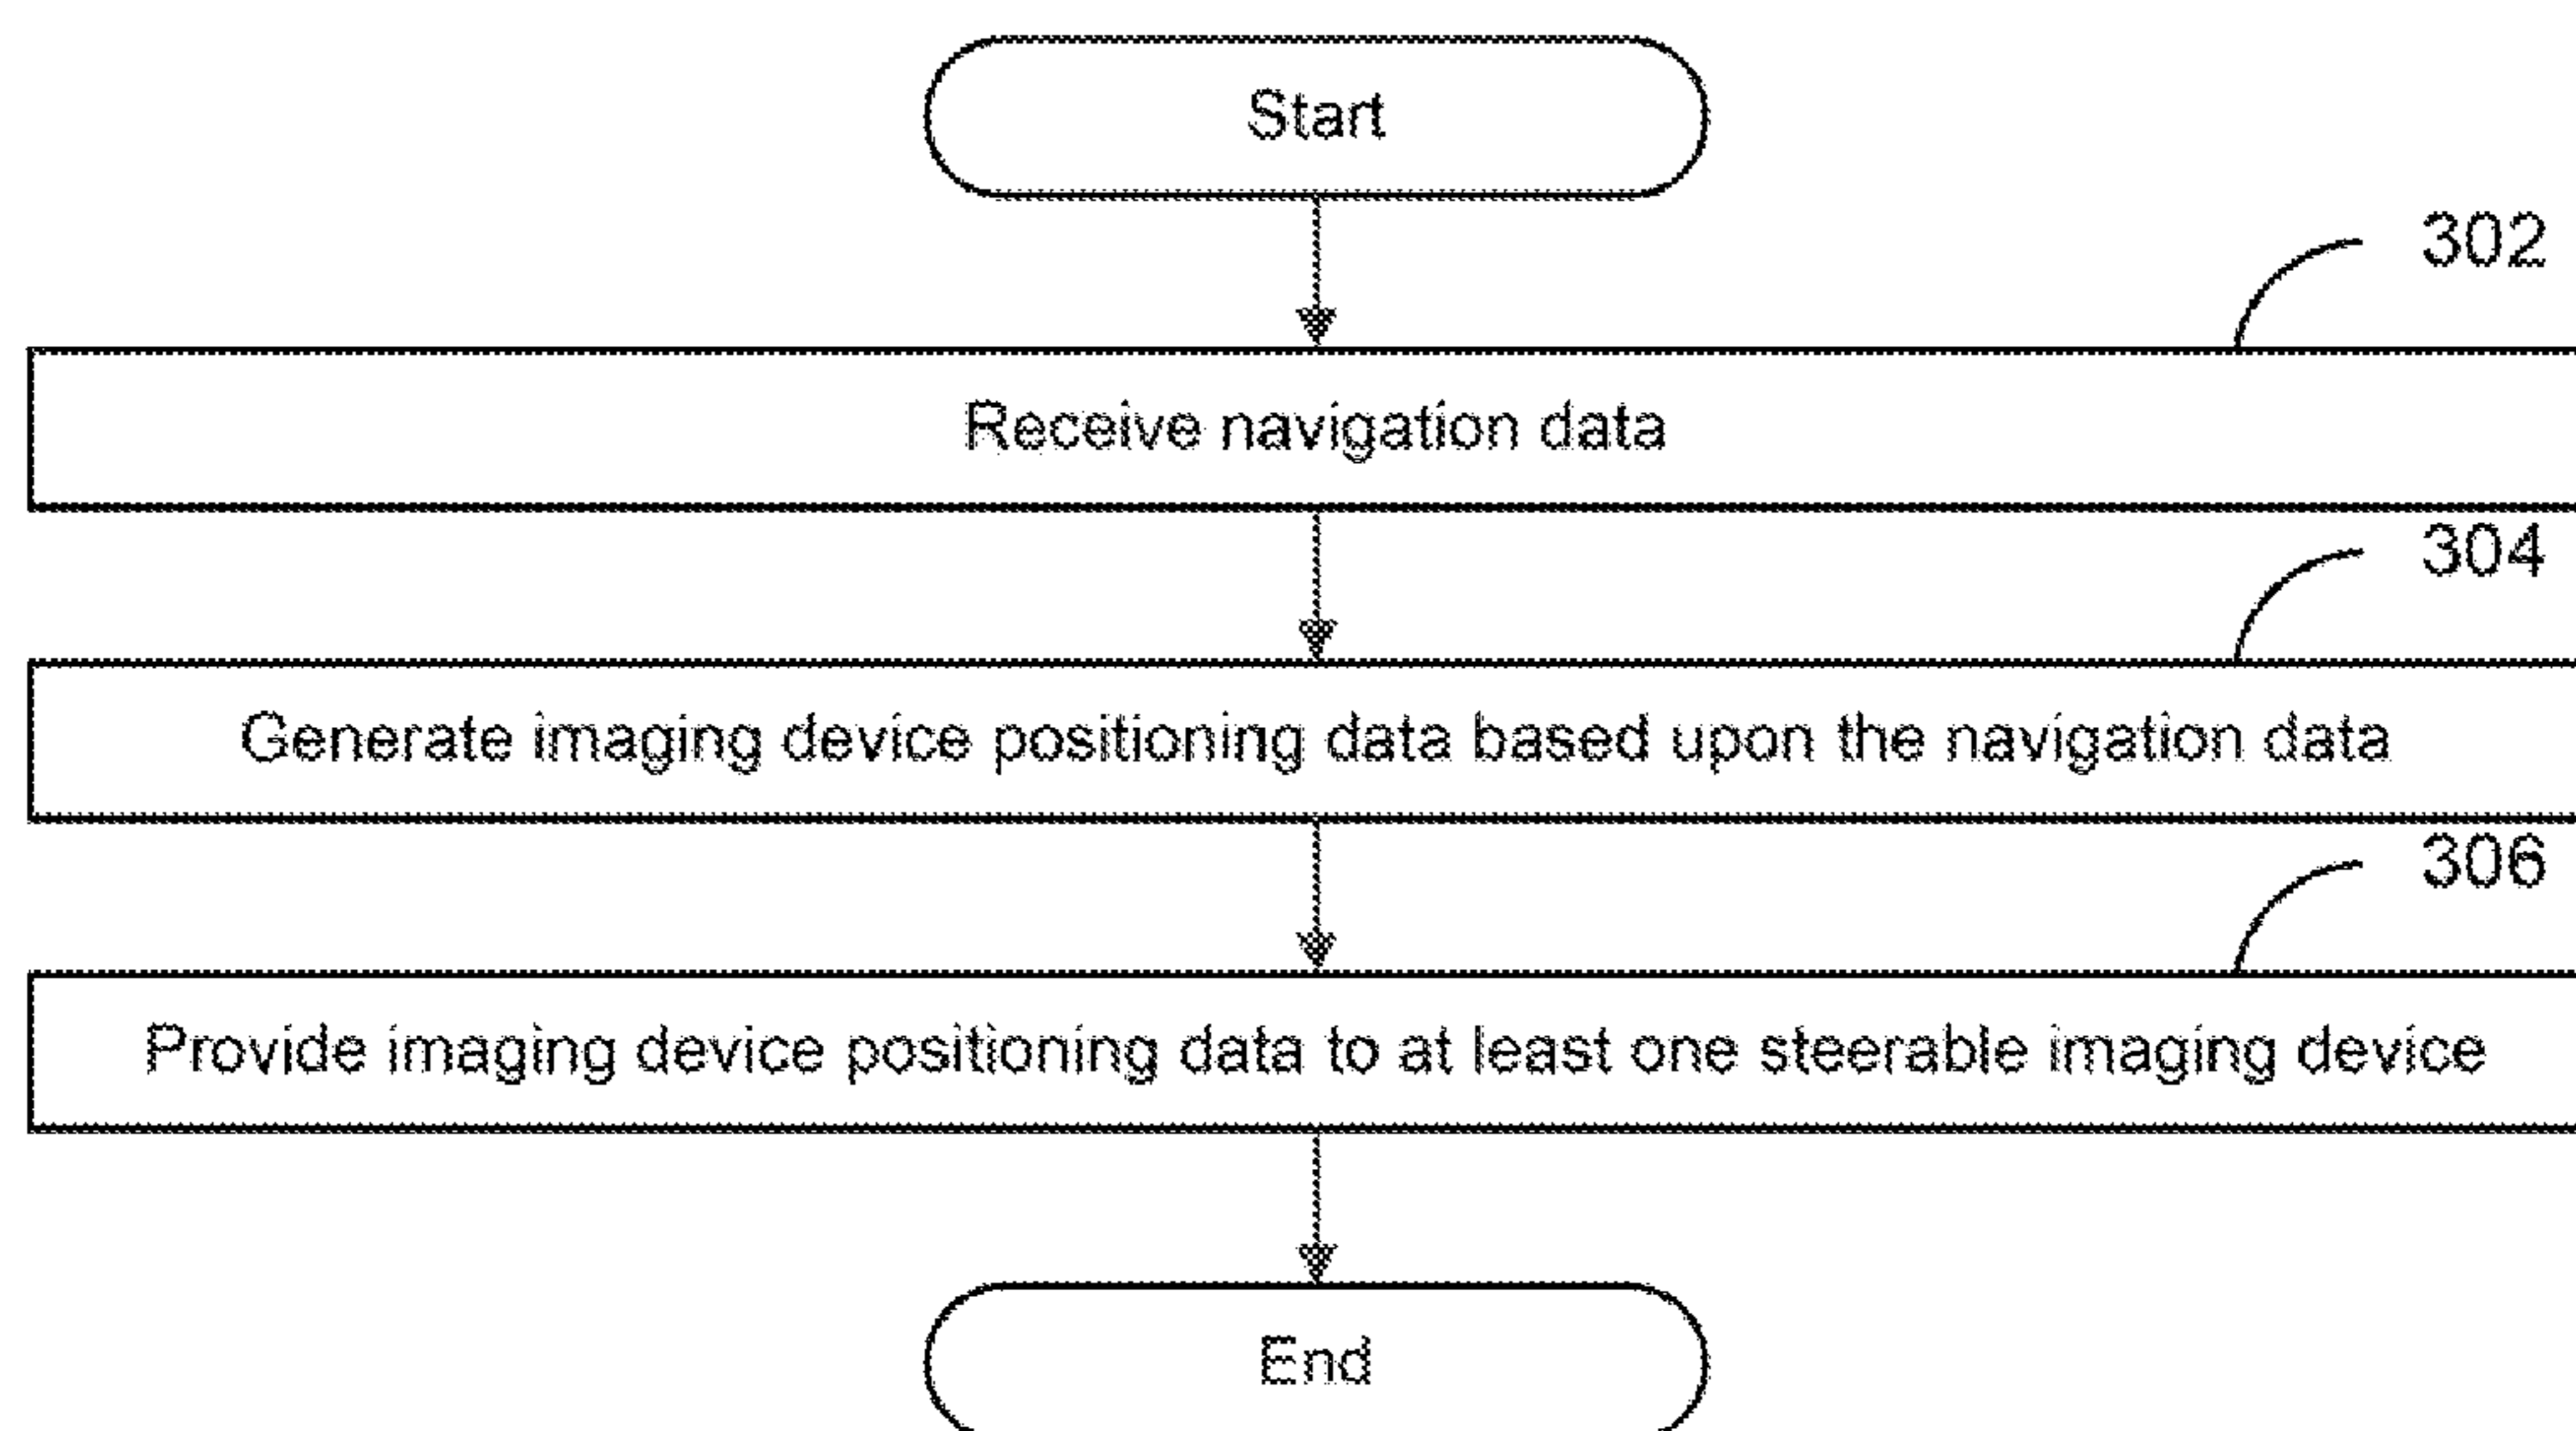 Start
302
Receive navigation data
304
Generate imaging device positioning data based upon the navigation data
306
Provide imaging device positioning data to at least one steerable imaging device
End